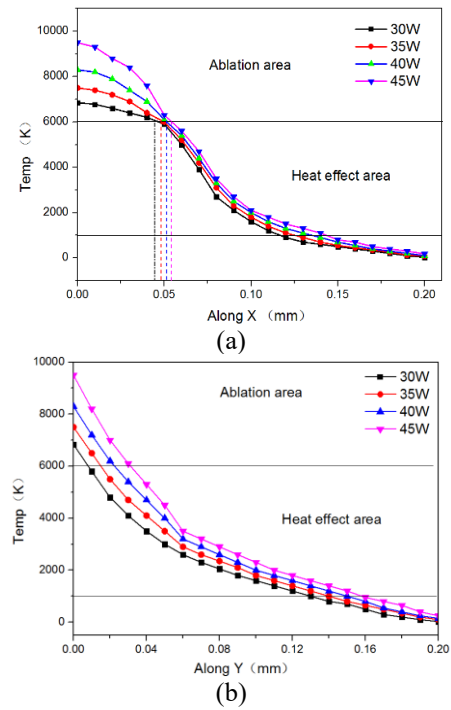 (a)
10000
8000
6000
4000
2000
0
Temp (K)
Ablation area
Heat effect area
30W
35W
40W
45W
0.00 0.05 0.10 0.15 0.20
Along X (mm)
(a)
10000
8000
6000
4000
2000
0
Temp (K)
Ablation area
Heat effect area
30W
35W
40W
45W
0.00 0.04 0.08 0.12 0.16 0.20
Along Y (mm)
(b)